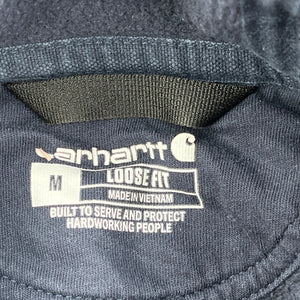 carhartt
M
LOOSE FIT
MADE IN VIETNAM
BUILT TO SERVE AND PROTECT
HARDWORKING PEOPLE